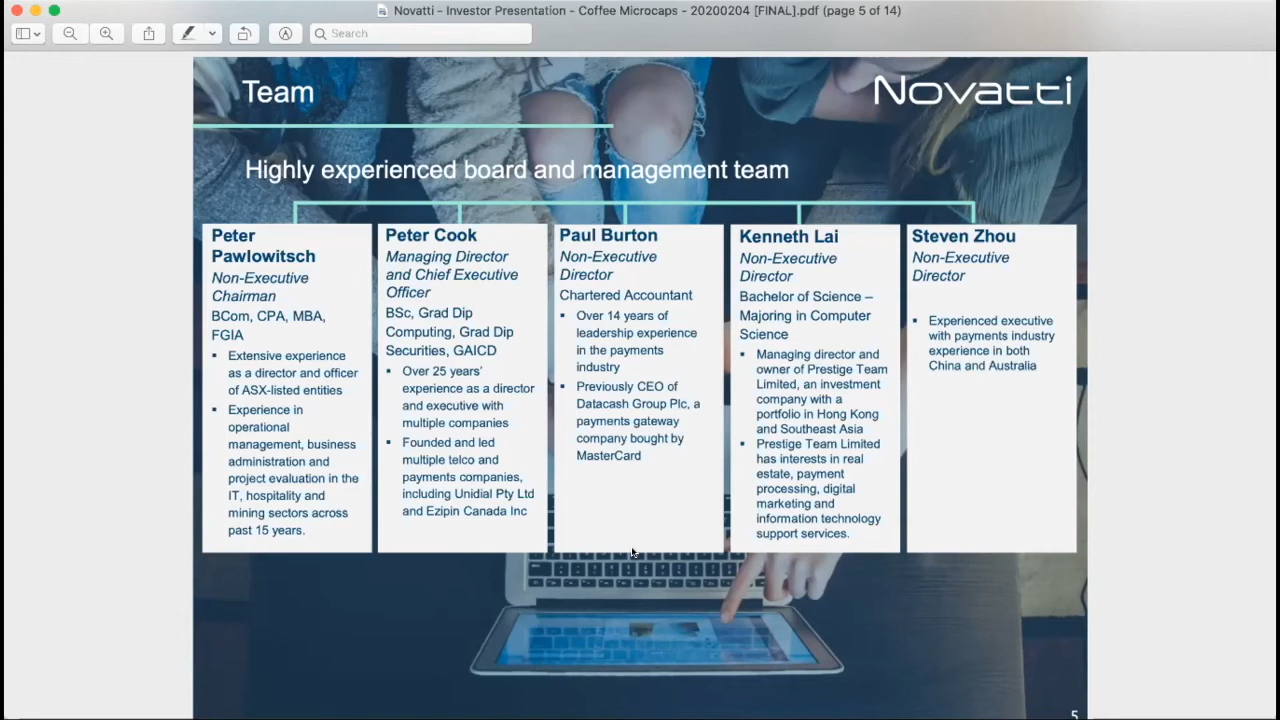 Novatti - Investor Presentation - Coffee Microcaps - 20200204 [FINAL].pdf (page 5 of 14)
Search
Team
Novatti
Highly experienced board and management team
Peter
Pawlowitsch
Non-Executive
Chairman
BCom, CPA, MBA,
FGIA
▪ Extensive experience
as a director and officer
of ASX-listed entities
▪ Experience in
operational
management, business
administration and
project evaluation in the
IT, hospitality and
mining sectors across
past 15 years.
Peter Cook
Managing Director
and Chief Executive
Officer
BSc, Grad Dip
Computing, Grad Dip
Securities, GAICD
▪ Over 25 years'
experience as a director
and executive with
multiple companies
▪ Founded and led
multiple telco and
payments companies,
including Unidial Pty Ltd
and Ezipin Canada Inc
Paul Burton
Non-Executive
Director
Chartered Accountant
▪ Over 14 years of
leadership experience
in the payments
industry
▪ Previously CEO of
Datacash Group Plc, a
payments gateway
company bought by
MasterCard
Kenneth Lai
Non-Executive
Director
Bachelor of Science –
Majoring in Computer
Science
▪ Managing director and
owner of Prestige Team
Limited, an investment
company with a
portfolio in Hong Kong
and Southeast Asia
▪ Prestige Team Limited
has interests in real
estate, payment
processing, digital
marketing and
information technology
support services.
Steven Zhou
Non-Executive
Director
▪ Experienced executive
with payments industry
experience in both
China and Australia
5